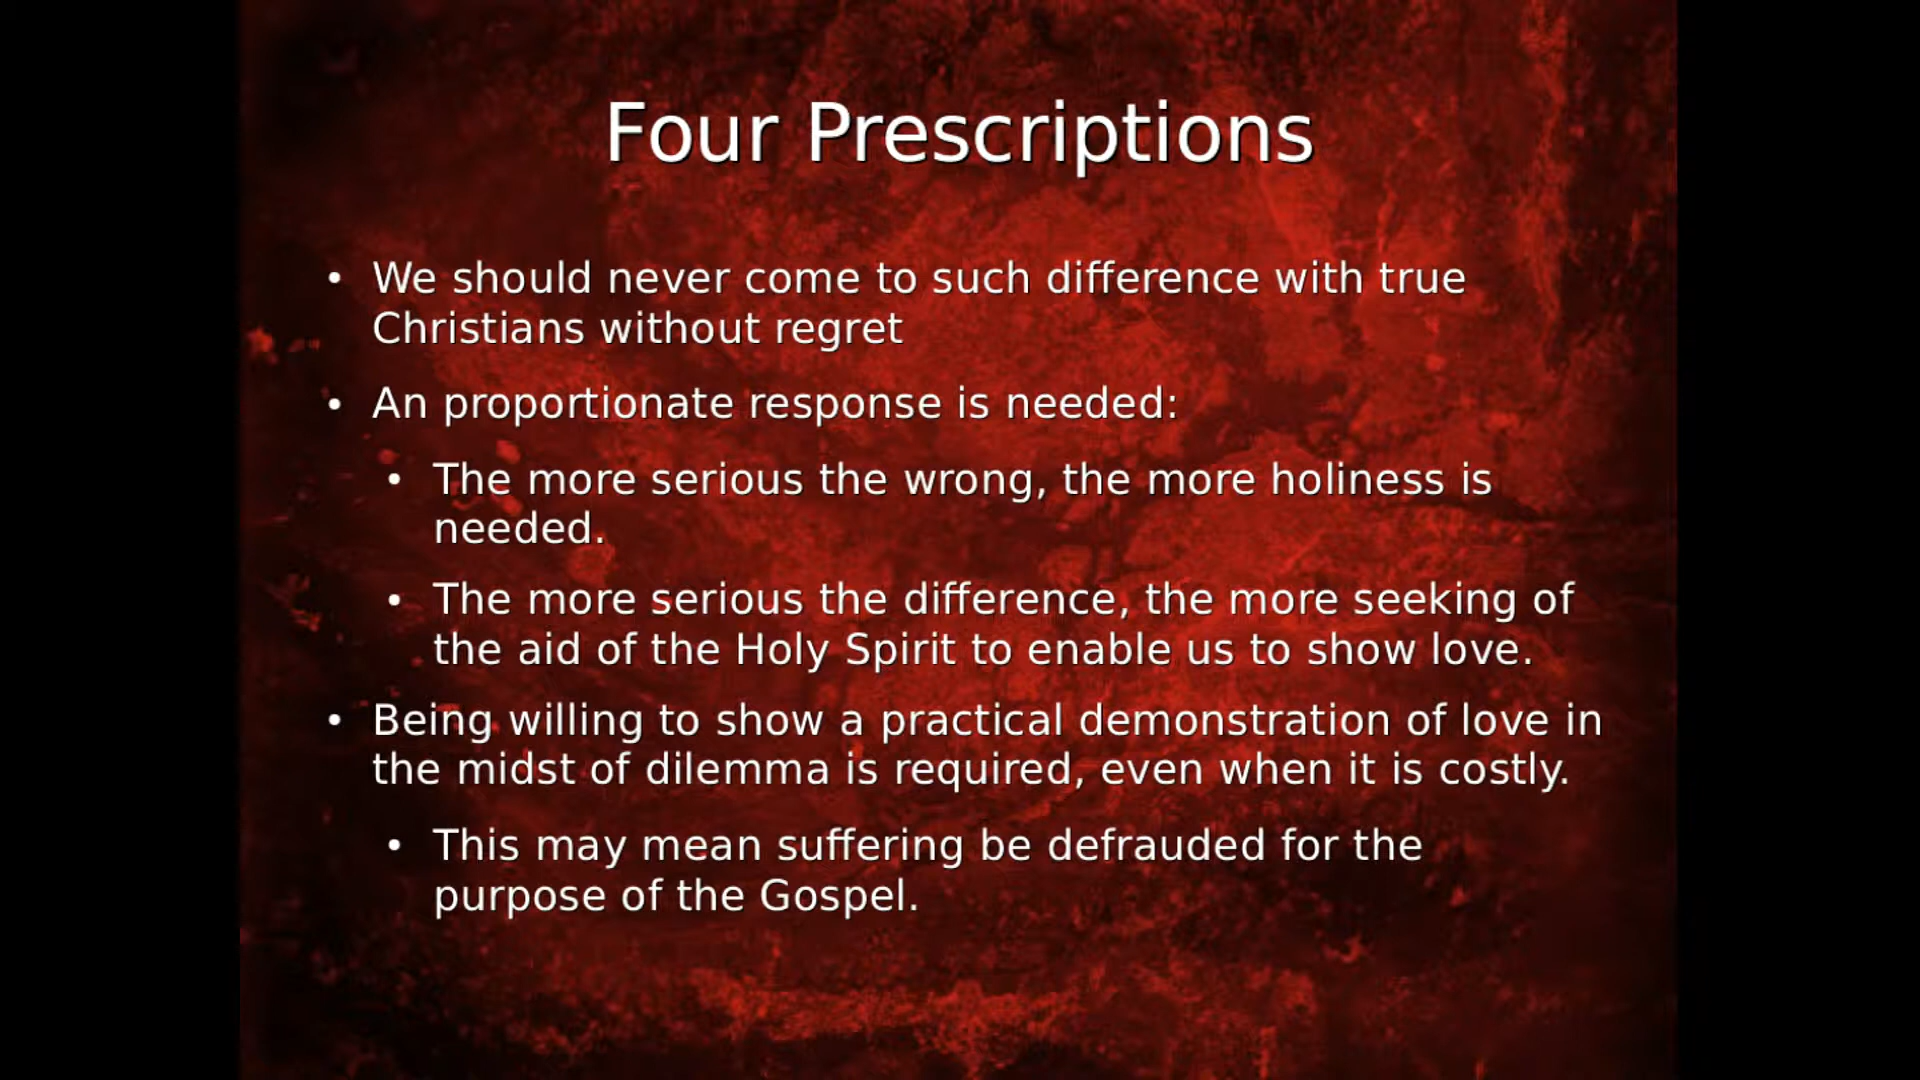 Four Prescriptions
• We should never come to such difference with true
Christians without regret
• An proportionate response is needed:
• The more serious the wrong, the more holiness is
needed.
• The more serious the difference, the more seeking of
the aid of the Holy Spirit to enable us to show love.
• Being willing to show a practical demonstration of love in
the midst of dilemma is required, even when it is costly.
• This may mean suffering be defrauded for the
purpose of the Gospel.